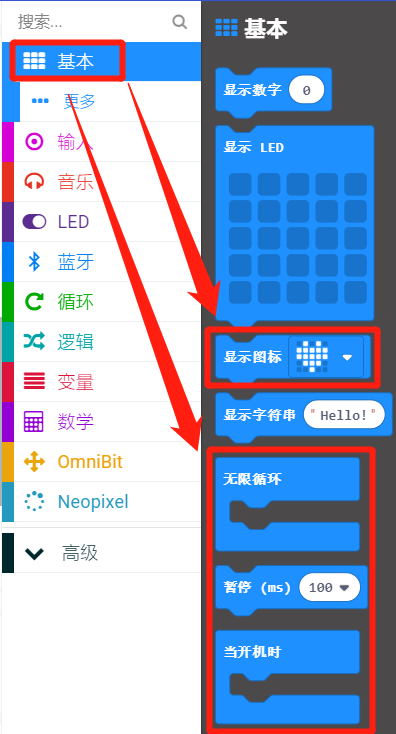 搜索...
基本
更多
输入
音乐
LED
蓝牙
循环
逻辑
变量
数学
OmniBit
Neopixel
高级
基本
显示数字 0
显示 LED
显示图标
显示字符串 "Hello!"
无限循环
暂停 (ms) 100
当开机时